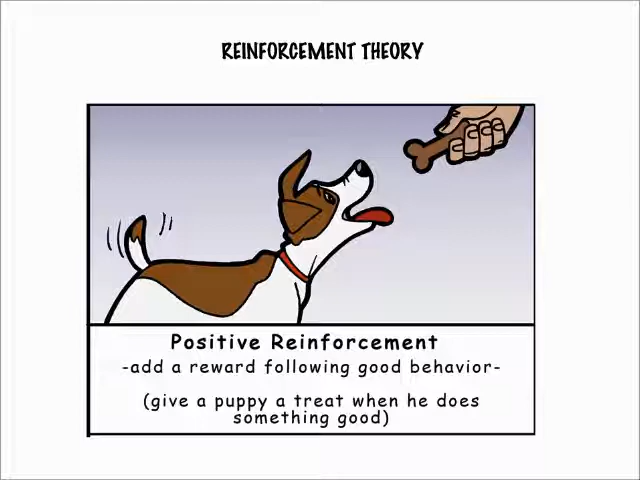 REINFORCEMENT THEORY
Positive Reinforcement
-add a reward following good behavior-
(give a puppy a treat when he does
something good)